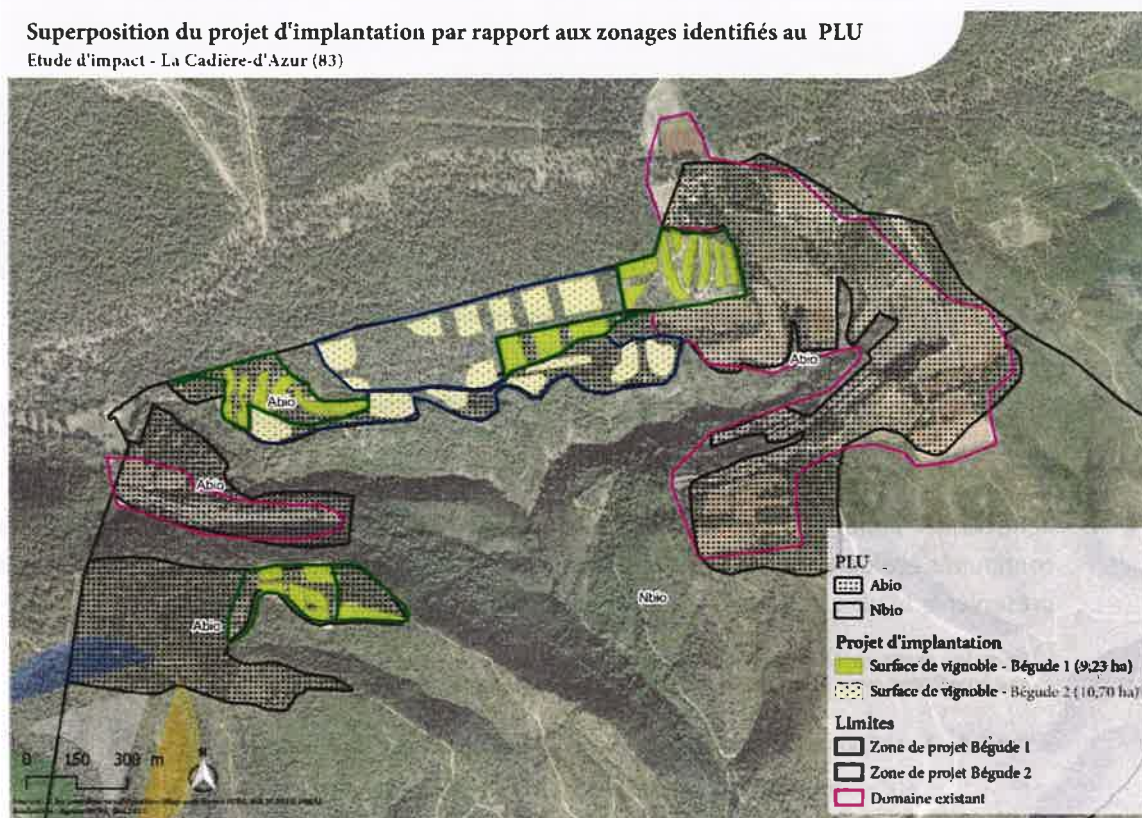 Superposition du projet d'implantation par rapport aux zonages identifiés au PLU
Etude d'impact - La Cadière-d'Azur (83)
Abio
Abio
Abio
Abio
Nbio
PLU
Abio
Nbio
Projet d'implantation
Surface de vignoble - Bégude 1 (9,23 ha)
Surface de vignoble - Bégude 2 (10,70 ha)
Limites
Zone de projet Bégude 1
Zone de projet Bégude 2
Domaine existant
0 150 300 m
N